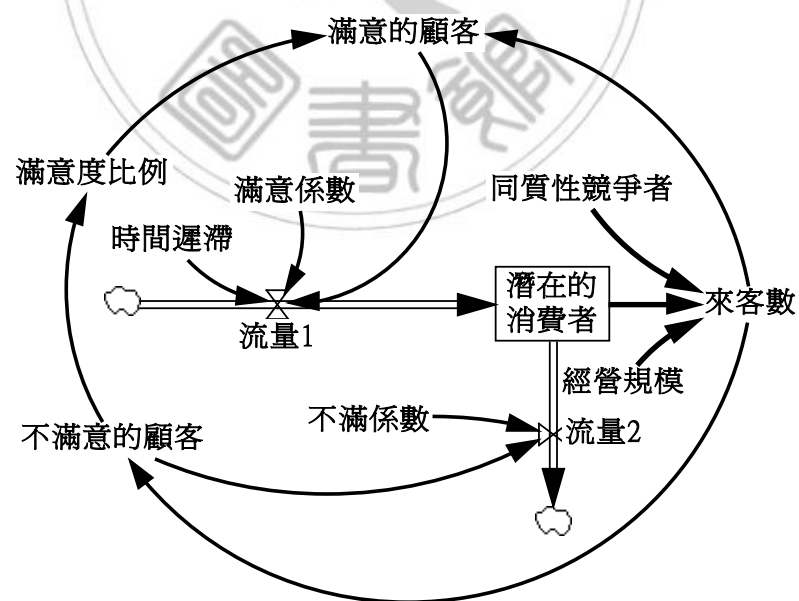 滿意的顧客
滿意度比例
滿意係數
同質性競爭者
時間遲滯
潛在的
消費者
來客數
流量1
經營規模
不滿係數
流量2
不滿意的顧客
書